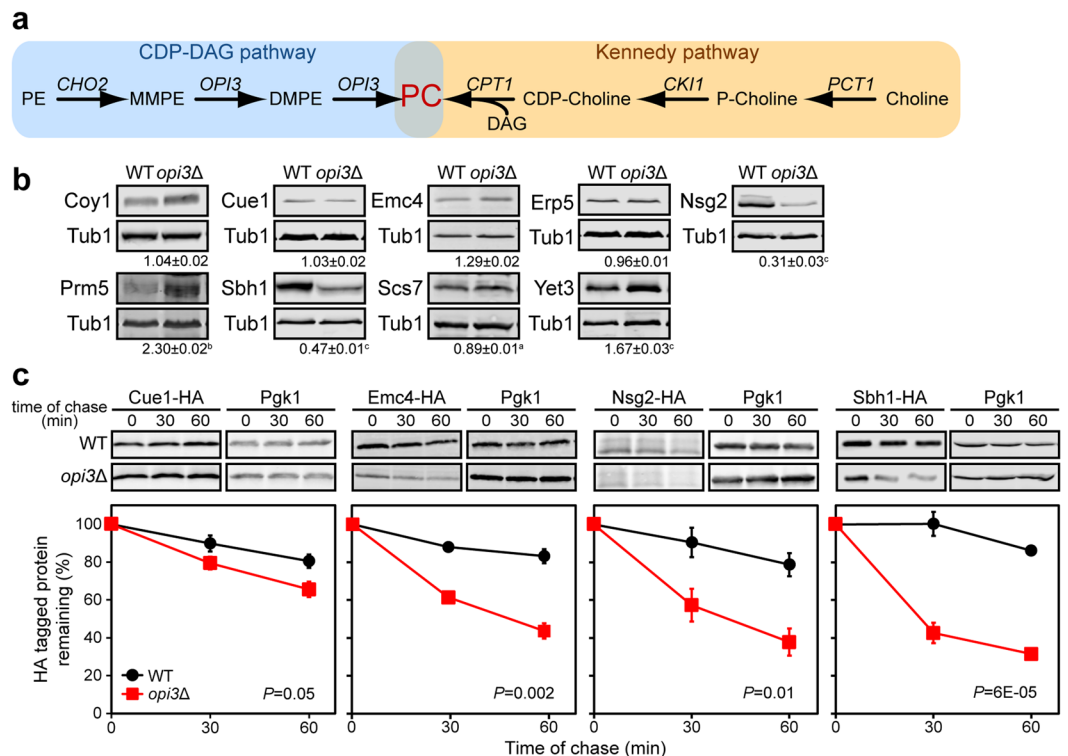 a
CDP-DAG pathway
Kennedy pathway
PE CHO2 MMPE OPI3 DMPE OPI3 PC CPT1 CDP-Choline CKI1 P-Choline PCT1 Choline
DAG
b
WT opi3Δ WT opi3Δ WT opi3Δ WT opi3Δ WT opi3Δ
Coy1 Cue1 Emc4 Erp5 Nsg2
Tub1 Tub1 Tub1 Tub1 Tub1
1.04±0.02 1.03±0.02 1.29±0.02 0.96±0.01 0.31±0.03ᶜ
Prm5 Sbh1 Scs7 Yet3
Tub1 Tub1 Tub1 Tub1
2.30±0.02ᵇ 0.47±0.01ᶜ 0.89±0.01ᵃ 1.67±0.03ᶜ
c
Cue1-HA Pgk1 Emc4-HA Pgk1 Nsg2-HA Pgk1 Sbh1-HA Pgk1
time of chase (min) 0 30 60 0 30 60 0 30 60 0 30 60 0 30 60 0 30 60 0 30 60 0 30 60
WT
opi3Δ
HA tagged protein remaining (%)
100
80
60
40
20
0
WT
opi3Δ
P=0.05 P=0.002 P=0.01 P=6E-05
0 30 60 0 30 60 0 30 60 0 30 60
Time of chase (min)